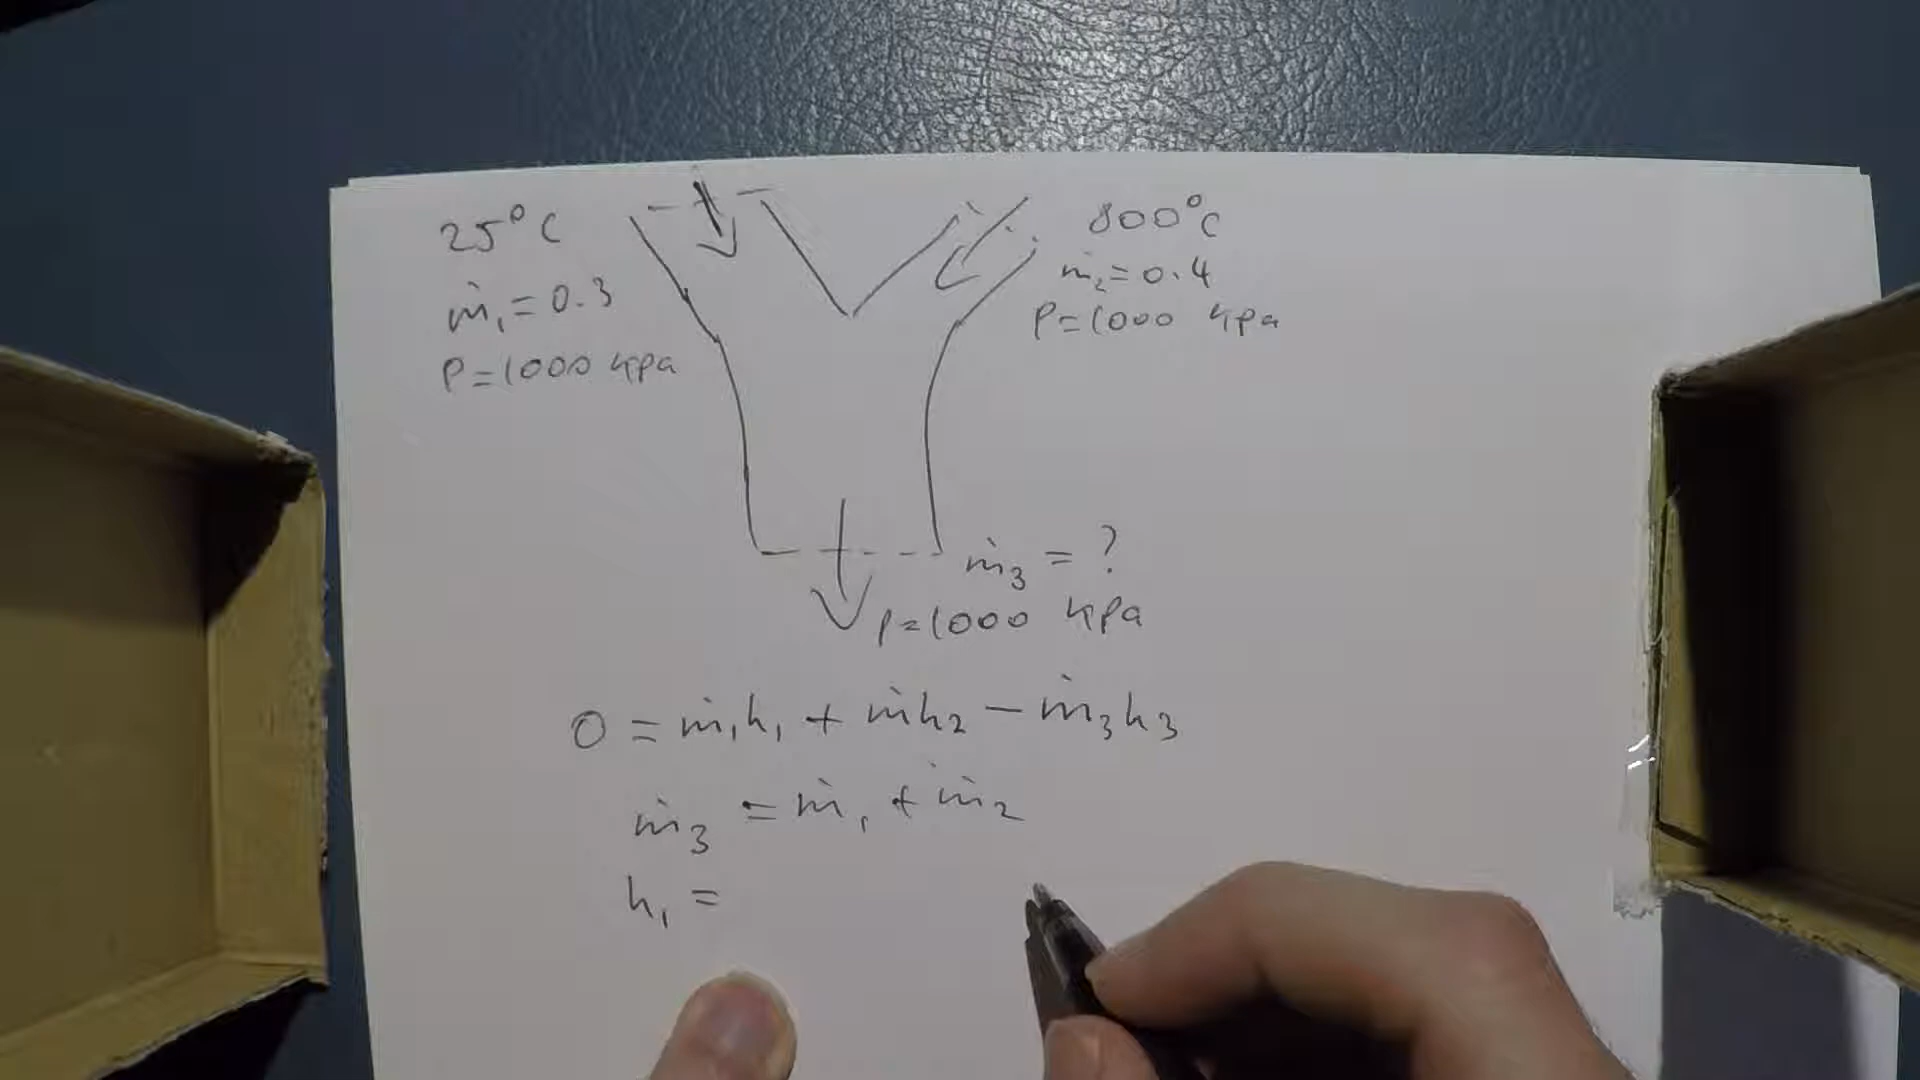 25°C
ṁ₁ = 0.3
P = 1000 kpa
800°C
ṁ₂ = 0.4
P = 1000 kpa
ṁ₃ = ?
P = 1000 kpa
0 = ṁ₁h₁ + ṁh₂ − ṁ₃h₃
ṁ₃ = ṁ₁ + ṁ₂
h₁ =